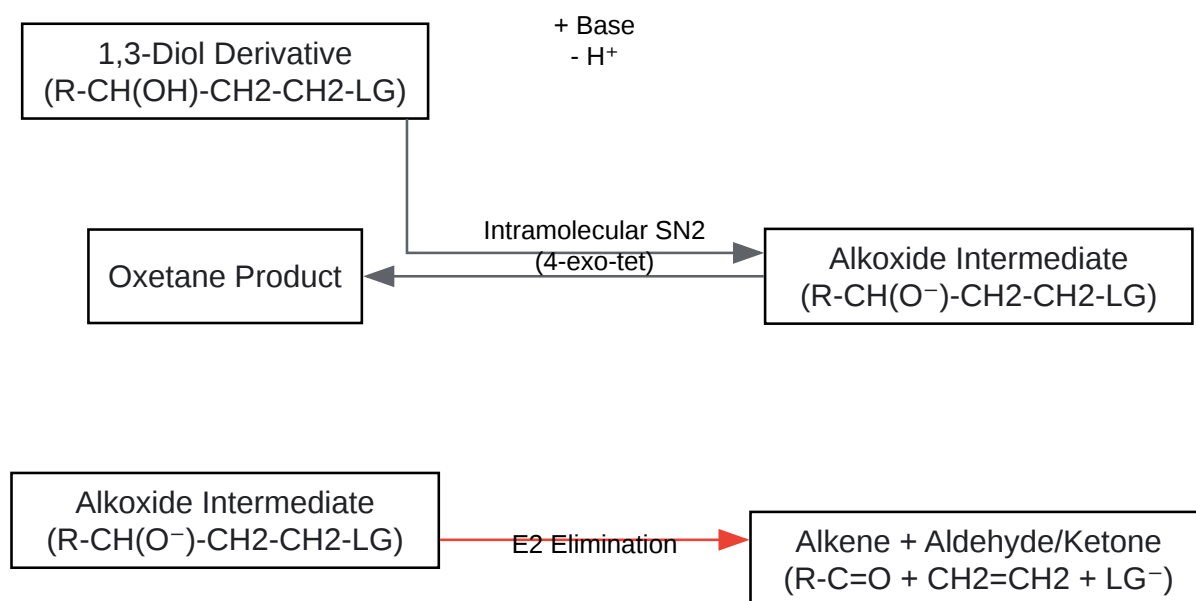 + Base
- H⁺
1,3-Diol Derivative
(R-CH(OH)-CH2-CH2-LG)
Intramolecular SN2
(4-exo-tet)
Oxetane Product
Alkoxide Intermediate
(R-CH(O⁻)-CH2-CH2-LG)
Alkoxide Intermediate
(R-CH(O⁻)-CH2-CH2-LG)
E2 Elimination
Alkene + Aldehyde/Ketone
(R-C=O + CH2=CH2 + LG⁻)